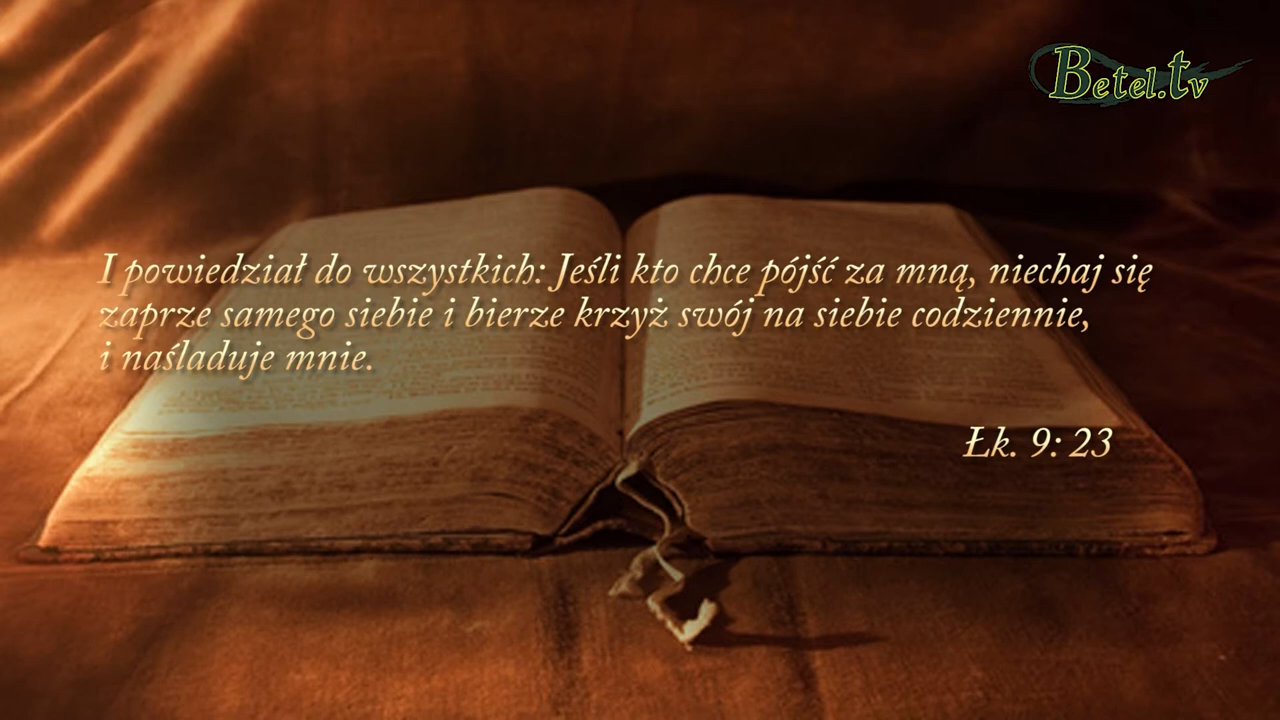 Betel.tv
I powiedział do wszystkich: Jeśli kto chce pójść za mną, niechaj się
zaprze samego siebie i bierze krzyż swój na siebie codziennie,
i naśladuje mnie.
Łk. 9: 23